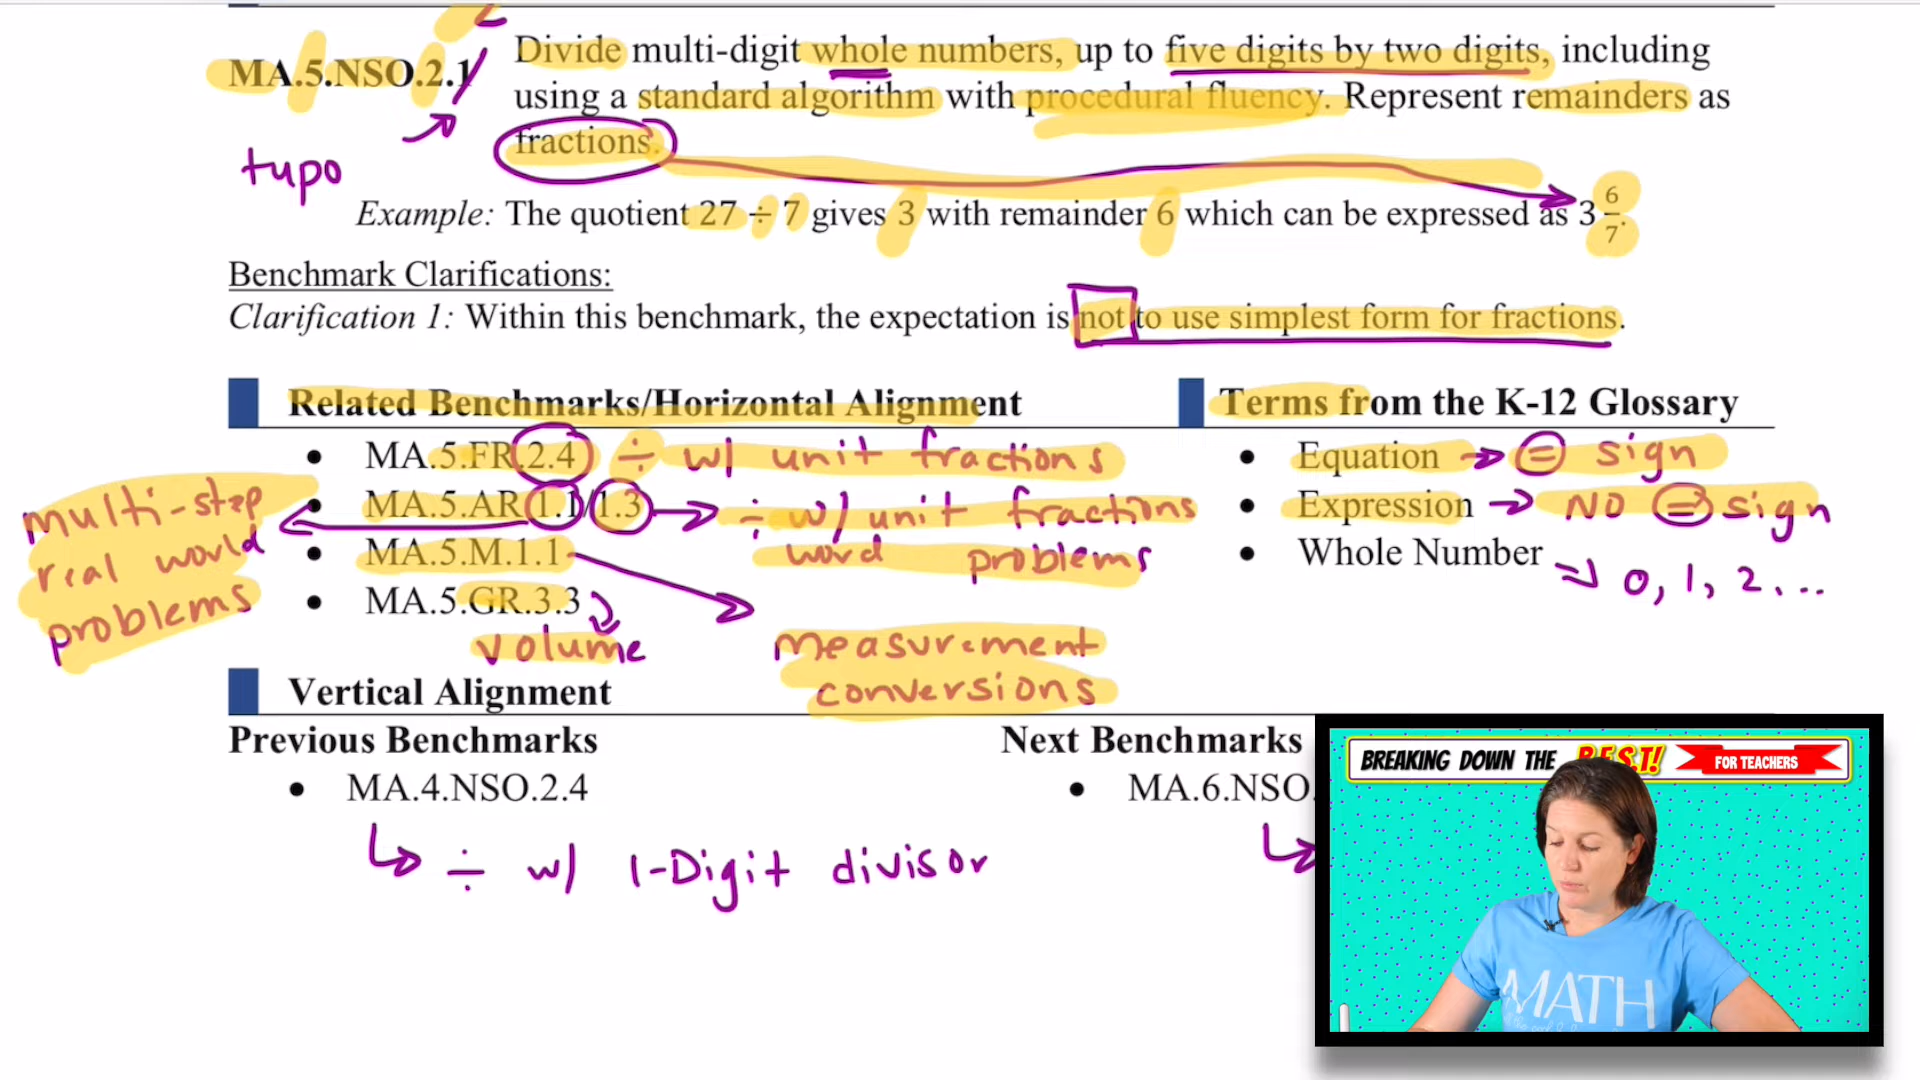 2
MA.5.NSO.2.1
Divide multi-digit whole numbers, up to five digits by two digits, including
using a standard algorithm with procedural fluency. Represent remainders as
fractions.
typo
Example: The quotient 27 ÷ 7 gives 3 with remainder 6 which can be expressed as 3 6/7.
Benchmark Clarifications:
Clarification 1: Within this benchmark, the expectation is not to use simplest form for fractions.
Related Benchmarks/Horizontal Alignment
• MA.5.FR.2.4 ÷ w/ unit fractions
• MA.5.AR.1.1/1.3 → ÷ w/ unit fractions
word problems
• MA.5.M.1.1
• MA.5.GR.3.3
multi-step
real world
problems
volume
measurement
conversions
Terms from the K-12 Glossary
• Equation → = sign
• Expression → NO = sign
• Whole Number ⇒ 0, 1, 2, ...
Vertical Alignment
Previous Benchmarks
• MA.4.NSO.2.4
÷ w/ 1-Digit divisor
Next Benchmarks
• MA.6.NSO.
BREAKING DOWN THE B.E.S.T!
FOR TEACHERS
MATH